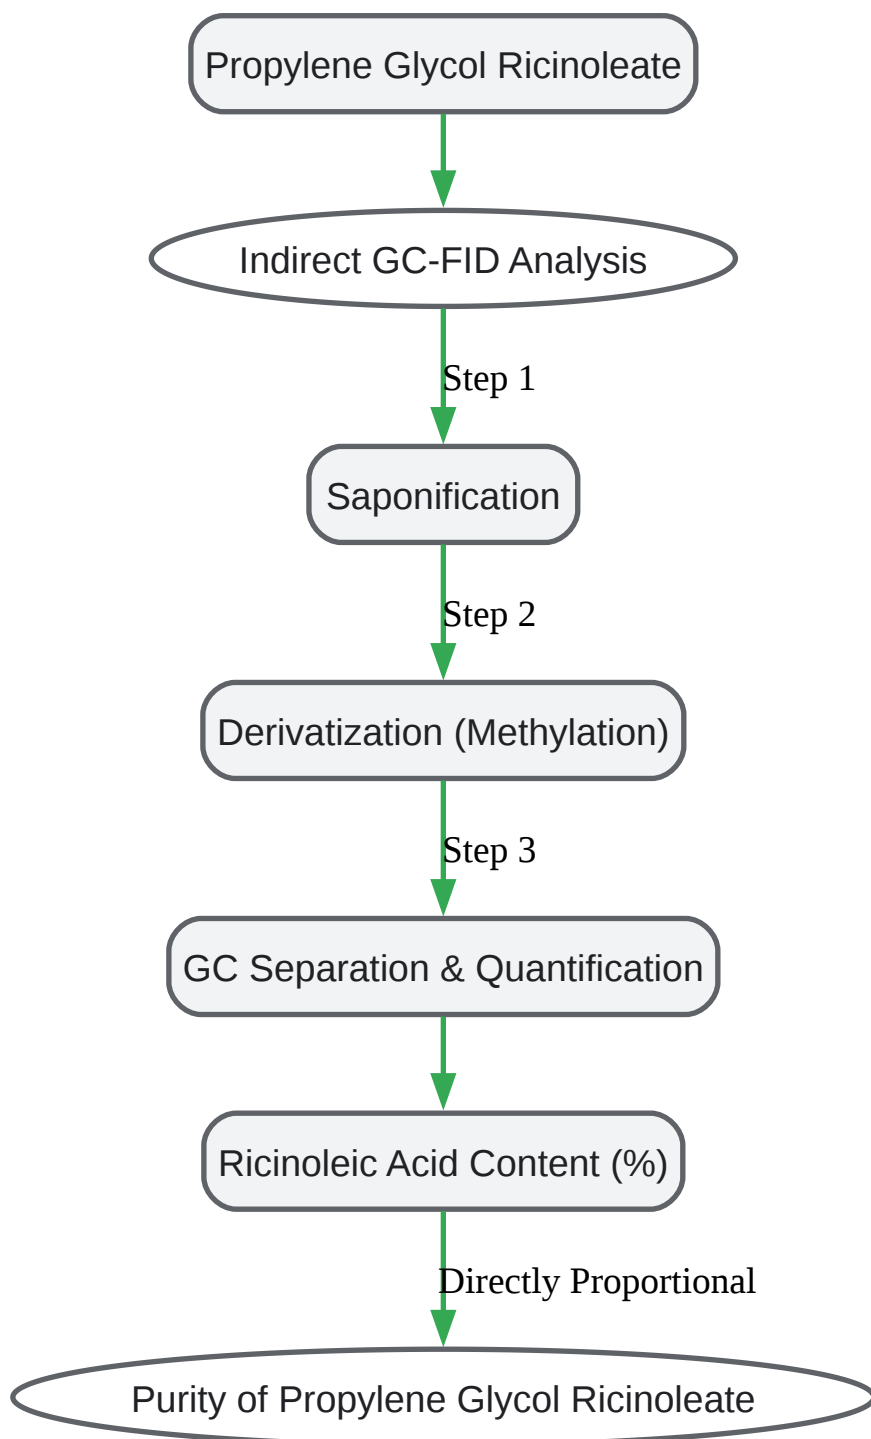 Propylene Glycol Ricinoleate
Indirect GC-FID Analysis
Step 1
Saponification
Step 2
Derivatization (Methylation)
Step 3
GC Separation & Quantification
Ricinoleic Acid Content (%)
Directly Proportional
Purity of Propylene Glycol Ricinoleate